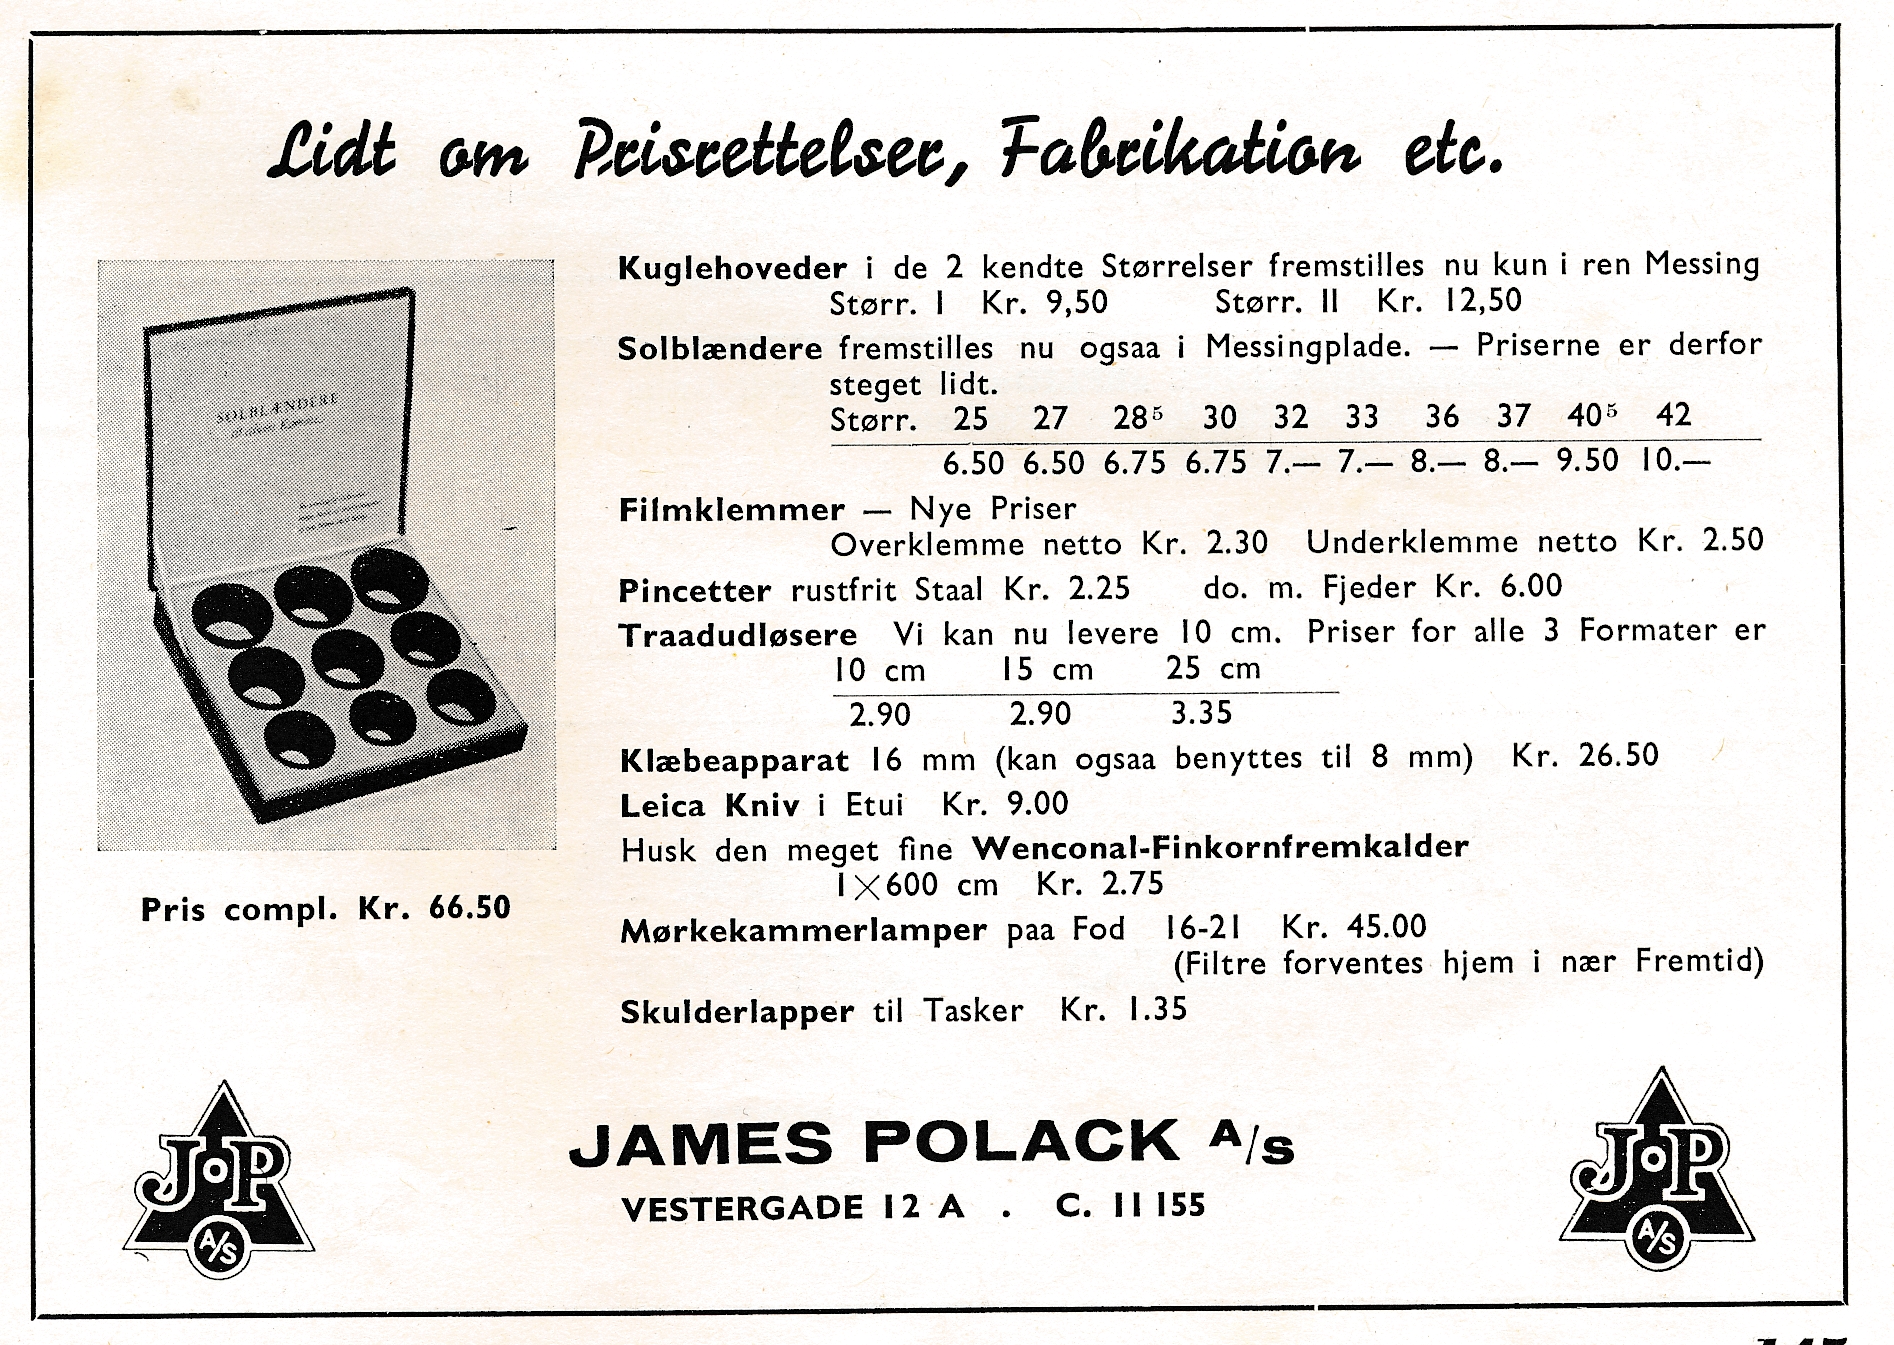 Lidt om Prisrettelser, Fabrikation etc.
SOLBLÆNDERE
Pris compl. Kr. 66.50
Kuglehoveder i de 2 kendte Størrelser fremstilles nu kun i ren Messing
Størr. I Kr. 9,50 Størr. II Kr. 12,50
Solblændere fremstilles nu ogsaa i Messingplade. — Priserne er derfor
steget lidt.
Størr. 25 27 28⁵ 30 32 33 36 37 40⁵ 42
6.50 6.50 6.75 6.75 7.— 7.— 8.— 8.— 9.50 10.—
Filmklemmer — Nye Priser
Overklemme netto Kr. 2.30 Underklemme netto Kr. 2.50
Pincetter rustfrit Staal Kr. 2.25 do. m. Fjeder Kr. 6.00
Traadudløsere Vi kan nu levere 10 cm. Priser for alle 3 Formater er
10 cm 15 cm 25 cm
2.90 2.90 3.35
Klæbeapparat 16 mm (kan ogsaa benyttes til 8 mm) Kr. 26.50
Leica Kniv i Etui Kr. 9.00
Husk den meget fine Wenconal-Finkornfremkalder
1×600 cm Kr. 2.75
Mørkekammerlamper paa Fod 16-21 Kr. 45.00
(Filtre forventes hjem i nær Fremtid)
Skulderlapper til Tasker Kr. 1.35
JoP
A/S
JAMES POLACK A/S
VESTERGADE 12 A . C. 11155
JoP
A/S